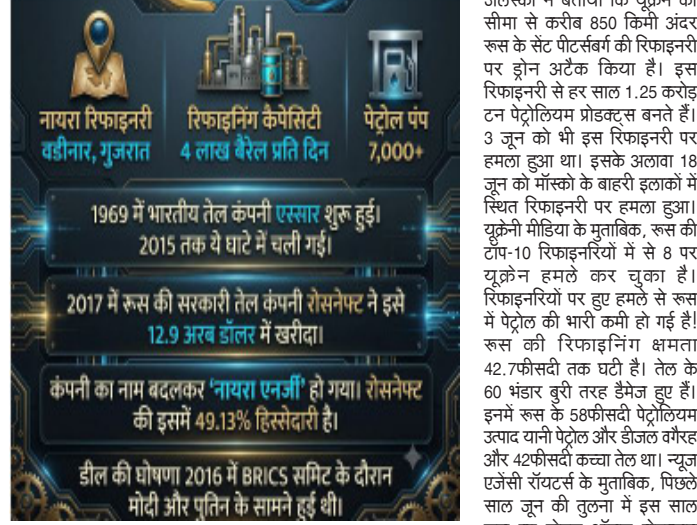 नायरा रिफाइनरी
वडीनार, गुजरात
रिफाइनिंग कैपेसिटी
4 लाख बैरेल प्रति दिन
पेट्रोल पंप
7,000+
1969 में भारतीय तेल कंपनी एस्सार शुरू हुई।
2015 तक ये घाटे में चली गई।
2017 में रूस की सरकारी तेल कंपनी रोसनेफ्ट ने इसे
12.9 अरब डॉलर में खरीदा।
कंपनी का नाम बदलकर 'नायरा एनर्जी' हो गया। रोसनेफ्ट
की इसमें 49.13% हिस्सेदारी है।
डील की घोषणा 2016 में BRICS समिट के दौरान
मोदी और पुतिन के सामने हुई थी।
सीमा से करीब 850 किमी अंदर
रूस के सेंट पीटर्सबर्ग की रिफाइनरी
पर ड्रोन अटैक किया है। इस
रिफाइनरी से हर साल 1.25 करोड़
टन पेट्रोलियम प्रोडक्ट्स बनते हैं।
3 जून को भी इस रिफाइनरी पर
हमला हुआ था। इसके अलावा 18
जून को मॉस्को के बाहरी इलाकों में
स्थित रिफाइनरी पर हमला हुआ।
यूक्रेनी मीडिया के मुताबिक, रूस की
टॉप-10 रिफाइनरियों में से 8 पर
यूक्रेन हमले कर चुका है।
रिफाइनरियों पर हुए हमले से रूस
में पेट्रोल की भारी कमी हो गई है!
रूस की रिफाइनिंग क्षमता
42.7फीसदी तक घटी है। तेल के
60 भंडार बुरी तरह डैमेज हुए हैं।
इनमें रूस के 58फीसदी पेट्रोलियम
उत्पाद यानी पेट्रोल और डीजल वगैरह
और 42फीसदी कच्चा तेल था। न्यूज
एजेंसी रॉयटर्स के मुताबिक, पिछले
साल जून की तुलना में इस साल